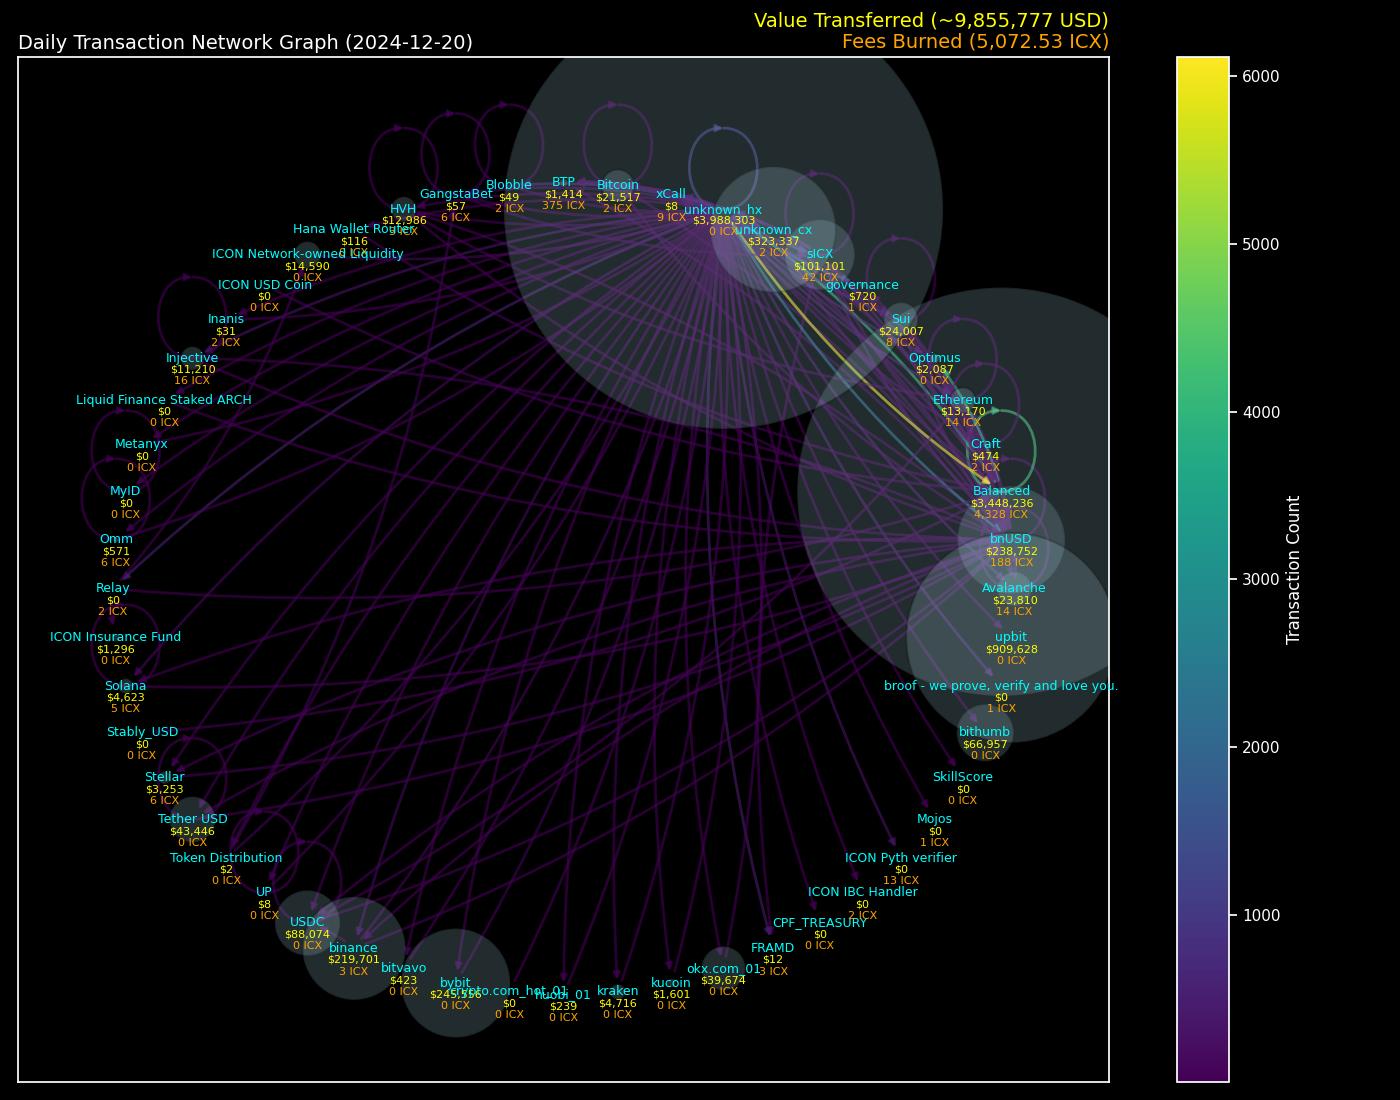 Value Transferred (~9,855,777 USD)
Daily Transaction Network Graph (2024-12-20)
Fees Burned (5,072.53 ICX)
Blobble
$49
2 ICX
BTP
$1,414
375 ICX
Bitcoin
$21,517
2 ICX
xCall
$8
9 ICX
GangstaBet
$57
6 ICX
HVH
$12,986
ICX
unknown_hx
$3,988,303
0 ICX
Hana Wallet Router
$116
0 ICX
unknown_cx
$323,337
2 ICX
ICON Network-owned Liquidity
$14,590
0 ICX
sICX
$101,101
42 ICX
ICON USD Coin
$0
0 ICX
governance
$720
1 ICX
Inanis
$31
2 ICX
Sui
$24,007
8 ICX
Injective
$11,210
16 ICX
Optimus
$2,087
0 ICX
Liquid Finance Staked ARCH
$0
0 ICX
Ethereum
$13,170
14 ICX
Metanyx
$0
0 ICX
Craft
$474
2 ICX
MyID
$0
0 ICX
Balanced
$3,448,236
4,328 ICX
Omm
$571
6 ICX
bnUSD
$238,752
188 ICX
Relay
$0
2 ICX
Avalanche
$23,810
14 ICX
ICON Insurance Fund
$1,296
0 ICX
upbit
$909,628
0 ICX
Solana
$4,623
5 ICX
broof - we prove, verify and love you.
$0
1 ICX
Stably_USD
$0
0 ICX
bithumb
$66,957
0 ICX
Stellar
$3,253
6 ICX
SkillScore
$0
0 ICX
Tether USD
$43,446
0 ICX
Mojos
$0
1 ICX
Token Distribution
$2
0 ICX
ICON Pyth verifier
$0
13 ICX
UP
$8
0 ICX
ICON IBC Handler
$0
2 ICX
USDC
$88,074
0 ICX
CPF_TREASURY
$0
0 ICX
binance
$219,701
3 ICX
FRAMD
$12
3 ICX
bitvavo
$423
0 ICX
okx.com_01
$39,674
0 ICX
bybit
$245,556
0 ICX
crypto.com_hot_01
$0
0 ICX
huobi_01
$239
0 ICX
kraken
$4,716
0 ICX
kucoin
$1,601
0 ICX
6000
5000
4000
3000
2000
1000
Transaction Count